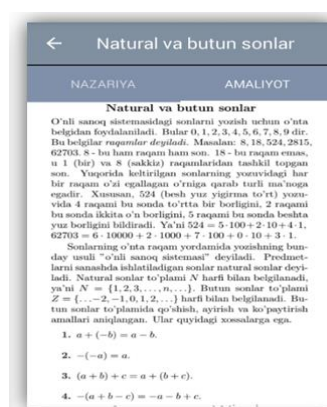 Natural va butun sonlar
NAZARIYA AMALIYOT
Natural va butun sonlar
O'nli sanoq sistemasidagi sonlarni yozish uchun o'nta
belgidan foydalaniladi. Bular 0, 1, 2, 3, 4, 5, 6, 7, 8, 9 dir.
Bu belgilar raqamlar deyiladi. Masalan: 8, 18, 524, 2815,
62703. 8 - bu ham raqam ham son. 18 - bu raqam emas,
u 1 (bir) va 8 (sakkiz) raqamlaridan tashkil topgan
son. Yuqorida keltirilgan sonlarning yozuvidagi har
bir raqam o'zi egallagan o'rniga qarab turli ma'noga
egadir. Xususan, 524 (besh yuz yigirma to'rt) yozu-
vida 4 raqami bu sonda to'rtta bir borligini, 2 raqami
bu sonda ikkita o'n borligini, 5 raqami bu sonda beshta
yuz borligini bildiradi. Ya'ni 524 = 5·100+2·10+4·1,
62703 = 6·10000 + 2·1000 + 7·100 + 0·10 + 3·1.
Sonlarning o'nta raqam yordamida yozishning bun-
day usuli "o'nli sanoq sistemasi" deyiladi. Predmet-
larni sanashda ishlatiladigan sonlar natural sonlar deyi-
ladi. Natural sonlar to'plami N harfi bilan belgilanadi,
ya'ni N = {1, 2, 3, ..., n, ...}. Butun sonlar to'plami
Z = {... −2, −1, 0, 1, 2, ...} harfi bilan belgilanadi. Bu-
tun sonlar to'plamida qo'shish, ayirish va ko'paytirish
amallari aniqlangan. Ular quyidagi xossalarga ega.
1. a + (−b) = a − b.
2. −(−a) = a.
3. (a + b) + c = a + (b + c).
4. −(a + b − c) = −a − b + c.